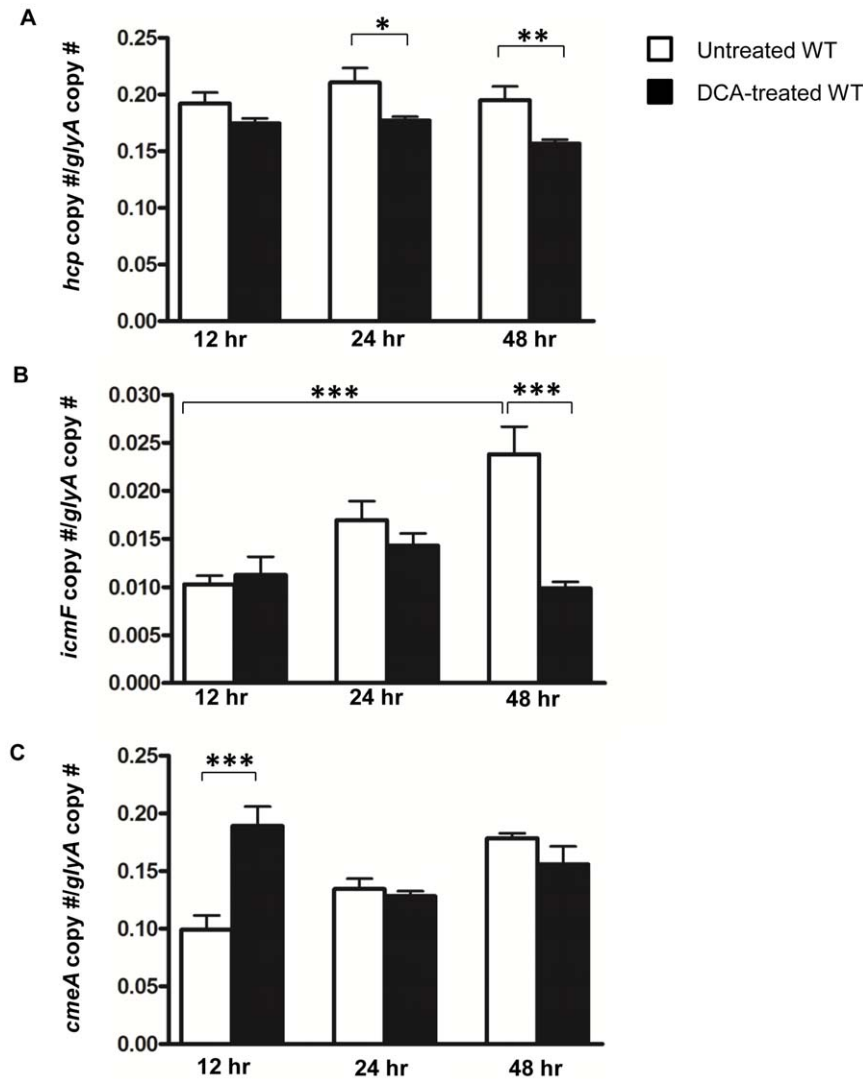 A
hcp copy #/glyA copy #
0.25
0.20
0.15
0.10
0.05
0.00
*
**
12 hr
24 hr
48 hr
Untreated WT
DCA-treated WT
B
icmF copy #/glyA copy #
0.030
0.025
0.020
0.015
0.010
0.005
0.000
***
***
12 hr
24 hr
48 hr
C
cmeA copy #/glyA copy #
0.25
0.20
0.15
0.10
0.05
0.00
***
12 hr
24 hr
48 hr